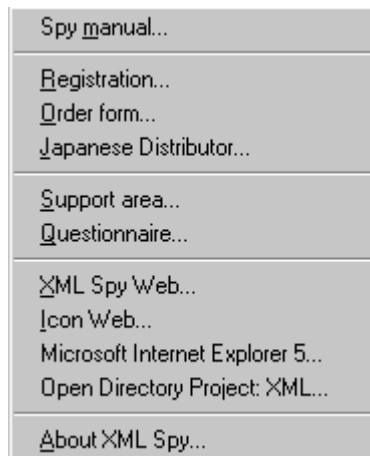 Spy manual...
Registration...
Order form...
Japanese Distributor...
Support area...
Questionnaire...
XML Spy Web...
Icon Web...
Microsoft Internet Explorer 5...
Open Directory Project: XML...
About XML Spy...